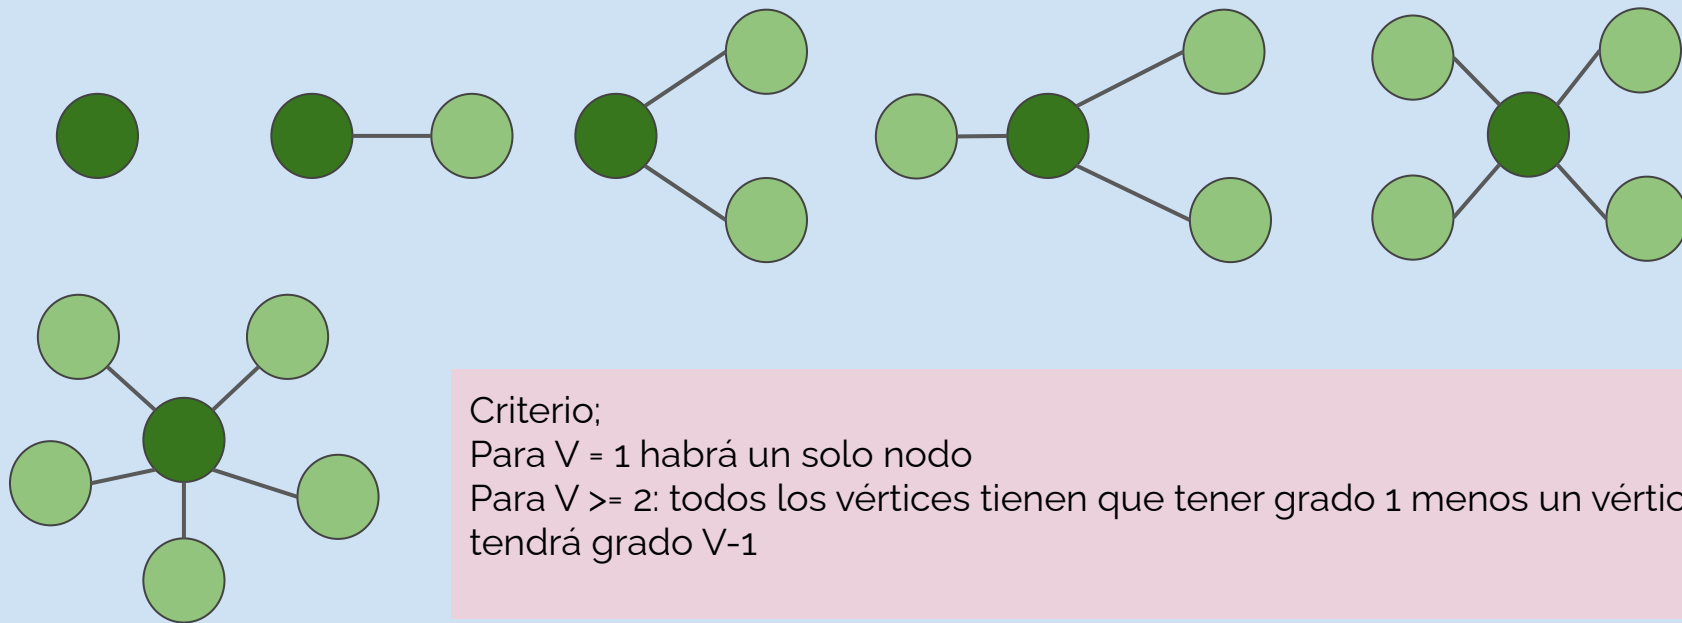 Criterio;
Para V = 1 habrá un solo nodo
Para V >= 2: todos los vértices tienen que tener grado 1 menos un
tendrá grado V-1